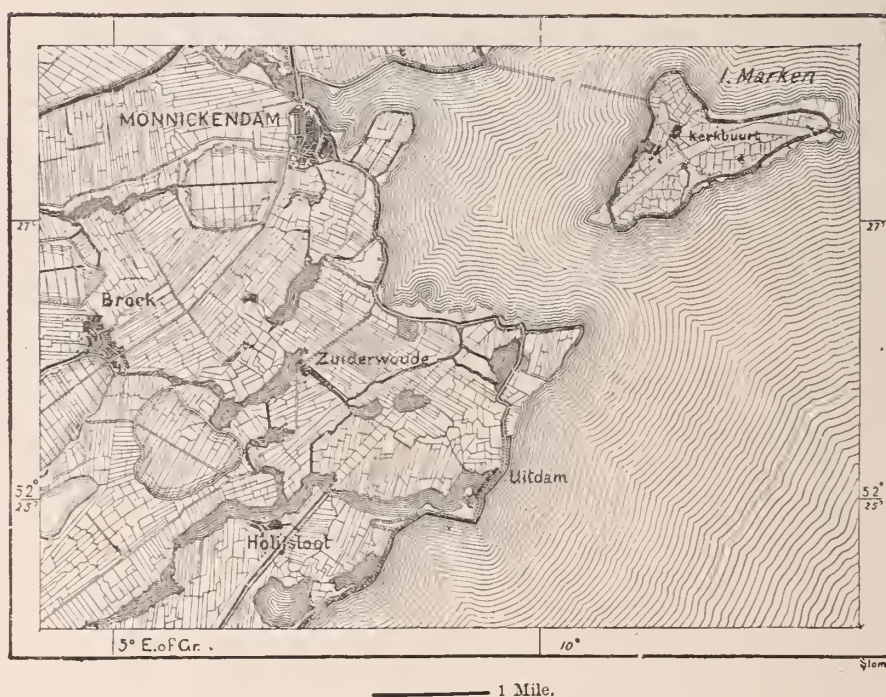 I. Marken
MONNICKENDAM
Kerkbuurt
27'
27'
Broek
Zuiderwoude
52°
25'
Uitdam
52°
25'
Holijsloot
5° E. of Gr.
10'
1 Mile.